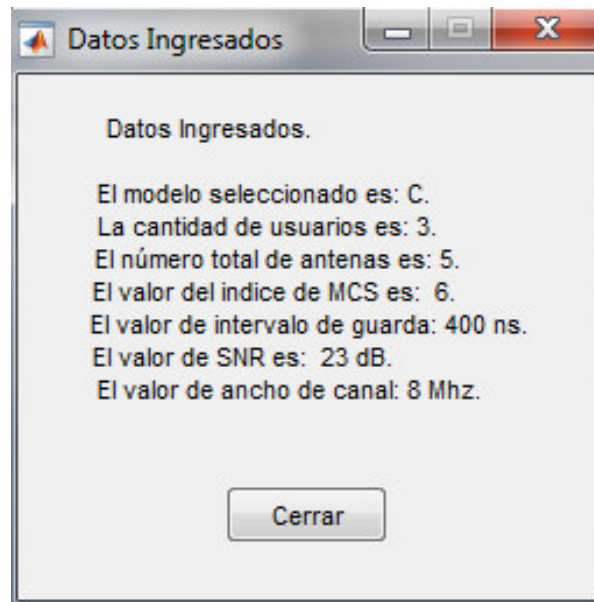 Datos Ingresados
Datos Ingresados.
El modelo seleccionado es: C.
La cantidad de usuarios es: 3.
El número total de antenas es: 5.
El valor del indice de MCS es:  6.
El valor de intervalo de guarda: 400 ns.
El valor de SNR es:  23 dB.
El valor de ancho de canal: 8 Mhz.
Cerrar